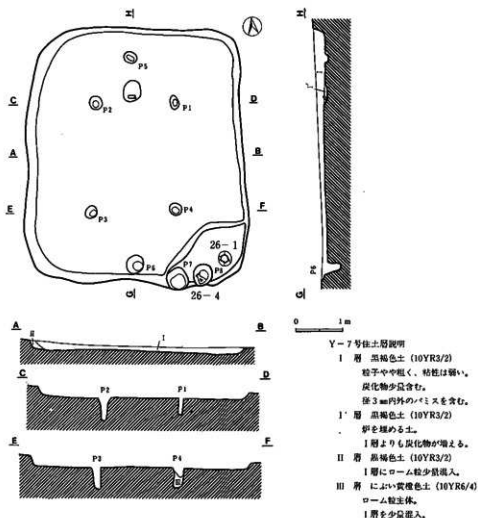 H
H
P5
C
P2
P1
D
A
B
E
P3
P4
F
26-1
P6
P7
P8
26-4
G
P6
G
0 1m
A
II
I
B
C
P2
P1
D
E
P3
P4
III
F
Y-7号住土層説明
I 層 黒褐色土 (10YR3/2)
粒子やや粗く、粘性は弱い。
炭化物少量含む。
径3㎜内外のパミスを含む。
I' 層 黒褐色土 (10YR3/2)
炉を埋める土。
I層よりも炭化物が増える。
II 層 黒褐色土 (10YR3/2)
I層にローム粒少量混入。
III 層 にぶい黄橙色土 (10YR6/4)
ローム粒主体。
I層を少量混入。